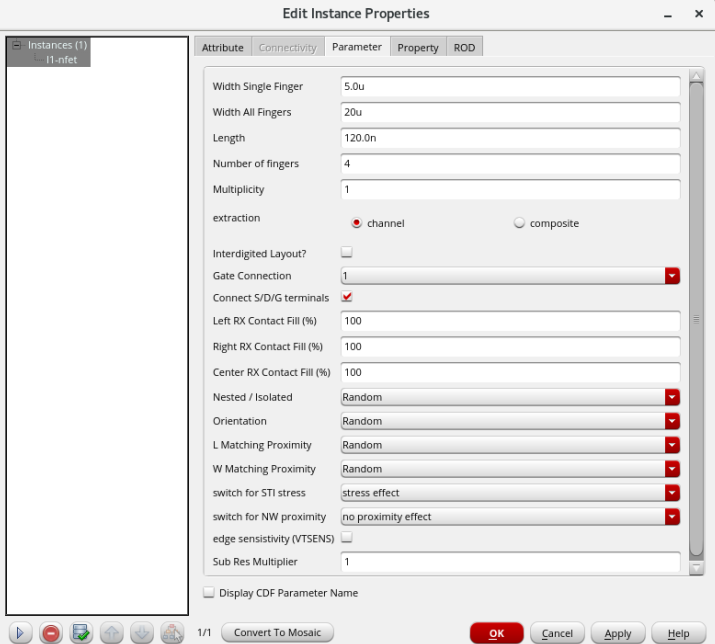 Edit Instance Properties
Instances (1)
I1-nfet
Attribute Connectivity Parameter Property ROD
Width Single Finger 5.0u
Width All Fingers 20u
Length 120.0n
Number of fingers 4
Multiplicity 1
extraction channel composite
Interdigited Layout?
Gate Connection 1
Connect S/D/G terminals
Left RX Contact Fill (%) 100
Right RX Contact Fill (%) 100
Center RX Contact Fill (%) 100
Nested / Isolated Random
Orientation Random
L Matching Proximity Random
W Matching Proximity Random
switch for STI stress stress effect
switch for NW proximity no proximity effect
edge sensistivity (VTSENS)
Sub Res Multiplier 1
Display CDF Parameter Name
1/1 Convert To Mosaic OK Cancel Apply Help